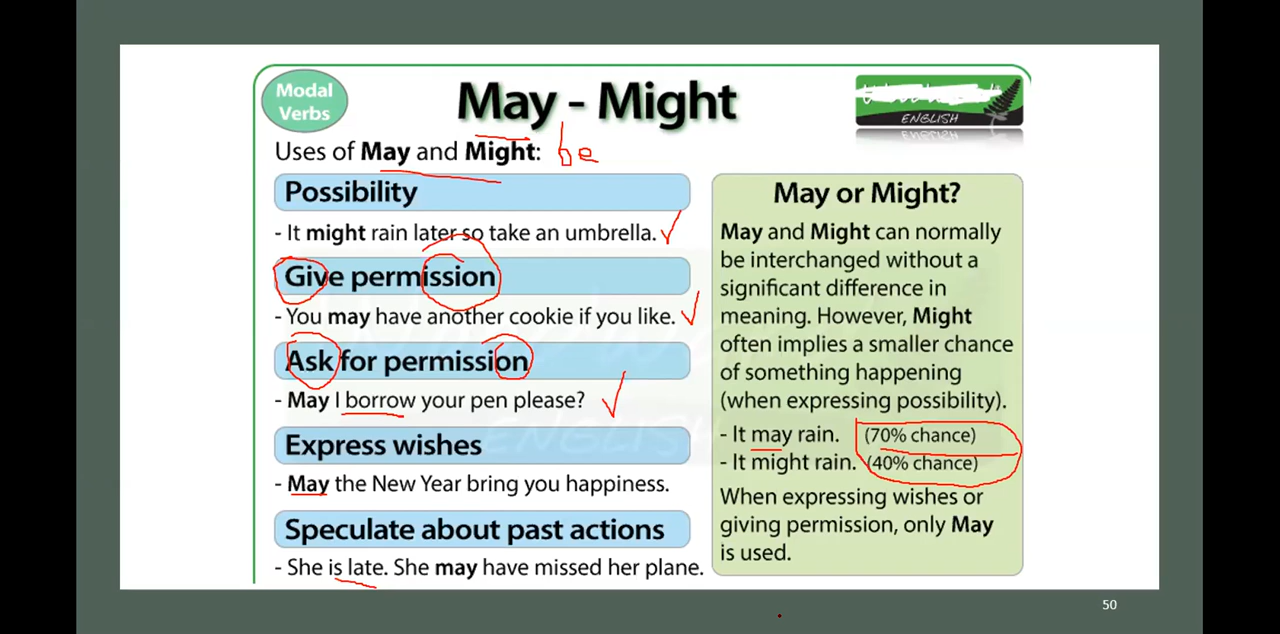 Modal
Verbs
May - Might
ENGLISH
Uses of May and Might: be
Possibility
- It might rain later so take an umbrella.
Give permission
- You may have another cookie if you like.
Ask for permission
- May I borrow your pen please?
Express wishes
- May the New Year bring you happiness.
Speculate about past actions
- She is late. She may have missed her plane.
May or Might?
May and Might can normally
be interchanged without a
significant difference in
meaning. However, Might
often implies a smaller chance
of something happening
(when expressing possibility).
- It may rain. (70% chance)
- It might rain. (40% chance)
When expressing wishes or
giving permission, only May
is used.
50